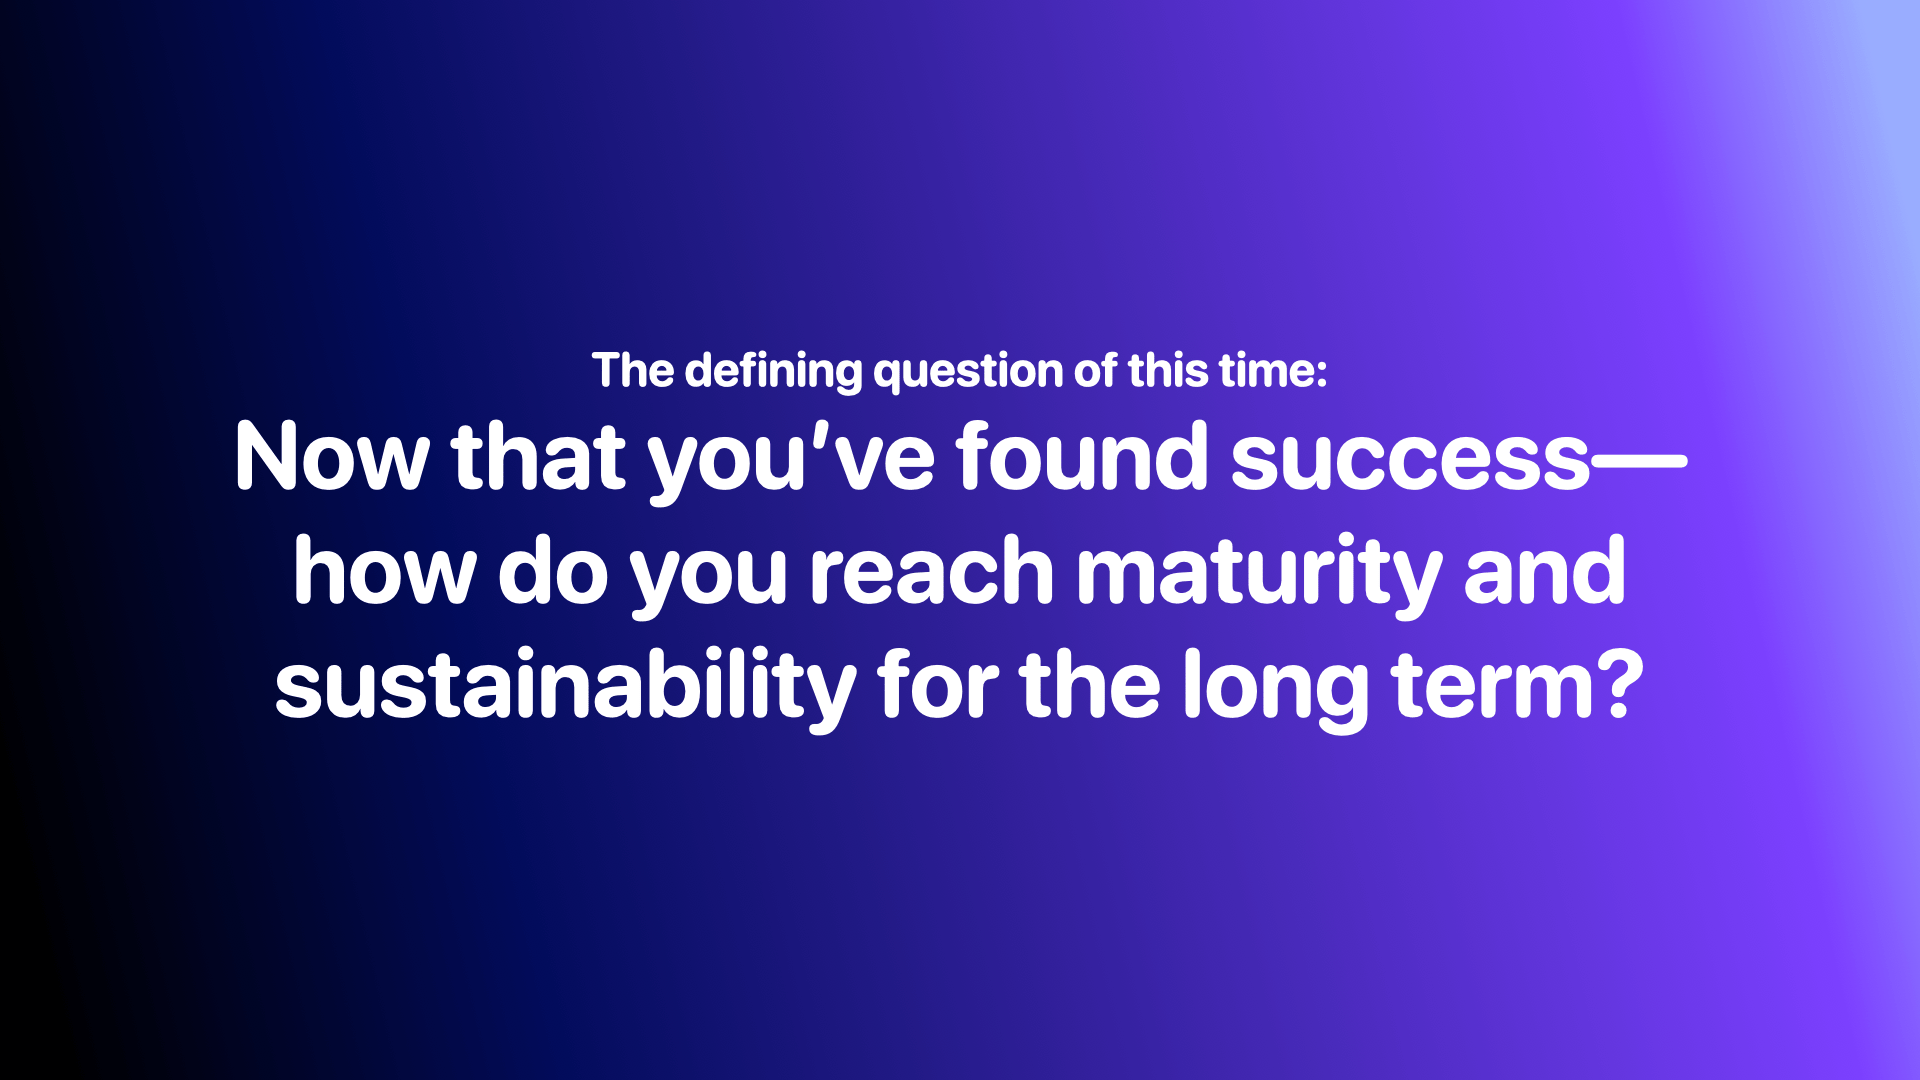 The defining question of this time:
Now that you’ve found success—
how do you reach maturity and
sustainability for the long term?